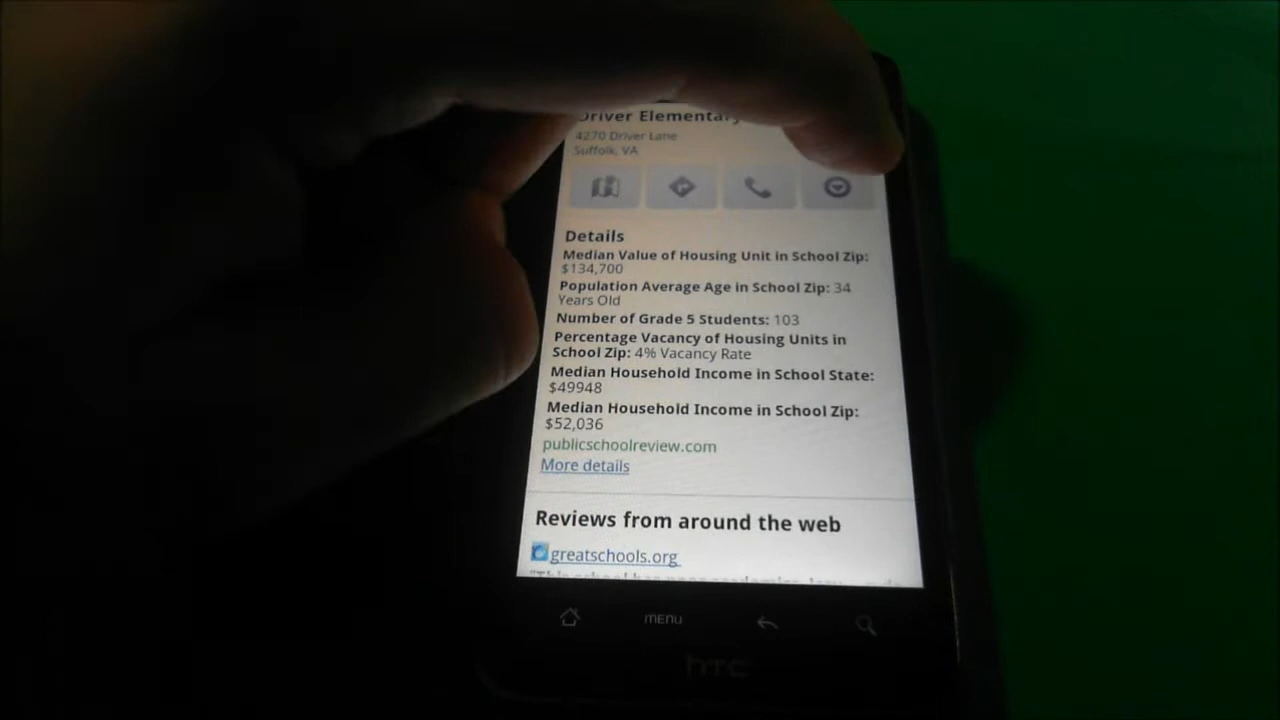 Driver Elementary
4270 Driver Lane
Suffolk, VA
Details
Median Value of Housing Unit in School Zip:
$134,700
Population Average Age in School Zip: 34
Years Old
Number of Grade 5 Students: 103
Percentage Vacancy of Housing Units in
School Zip: 4% Vacancy Rate
Median Household Income in School State:
$49948
Median Household Income in School Zip:
$52,036
publicschoolreview.com
More details
Reviews from around the web
greatschools.org
MENU
hTC